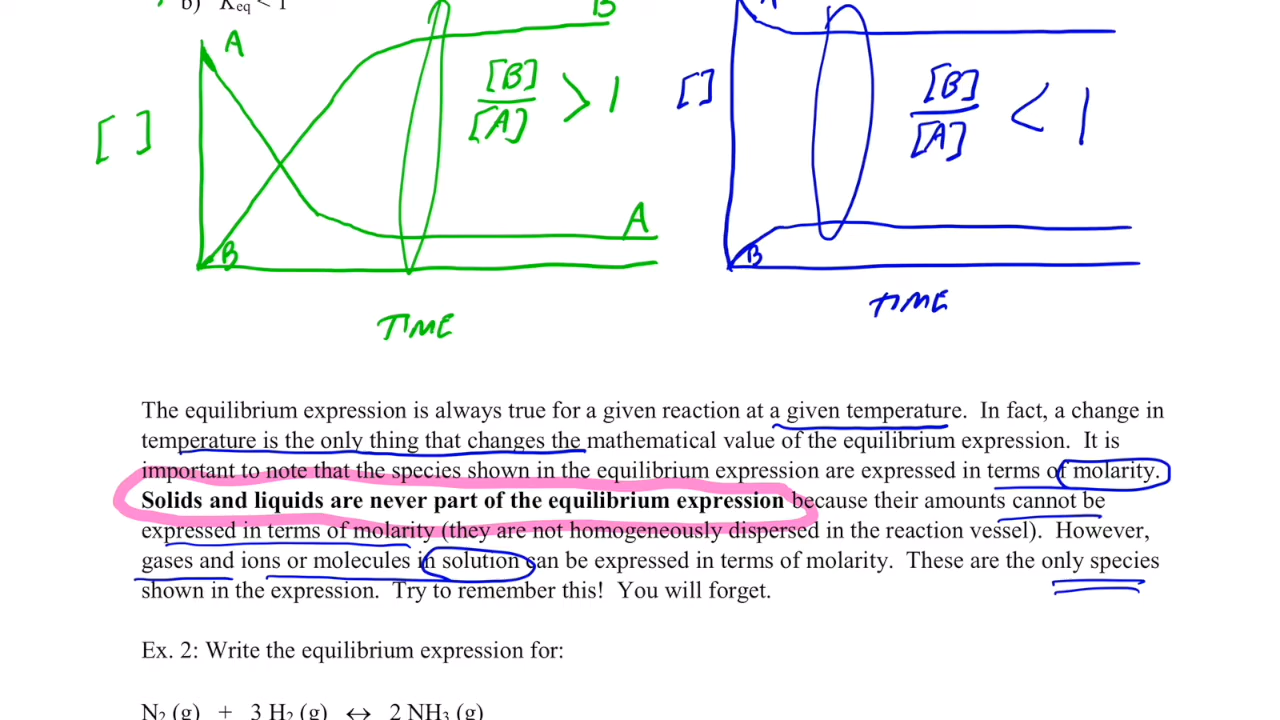 b) Keq < 1
B
A
A
[ ]
[B]
[A]
> 1
[ ]
[B]
[A]
< 1
A
B
B
TIME
TIME
The equilibrium expression is always true for a given reaction at a given temperature. In fact, a change in
temperature is the only thing that changes the mathematical value of the equilibrium expression. It is
important to note that the species shown in the equilibrium expression are expressed in terms of molarity.
Solids and liquids are never part of the equilibrium expression because their amounts cannot be
expressed in terms of molarity (they are not homogeneously dispersed in the reaction vessel). However,
gases and ions or molecules in solution can be expressed in terms of molarity. These are the only species
shown in the expression. Try to remember this! You will forget.
Ex. 2: Write the equilibrium expression for:
N2 (g) + 3 H2 (g) ↔ 2 NH3 (g)